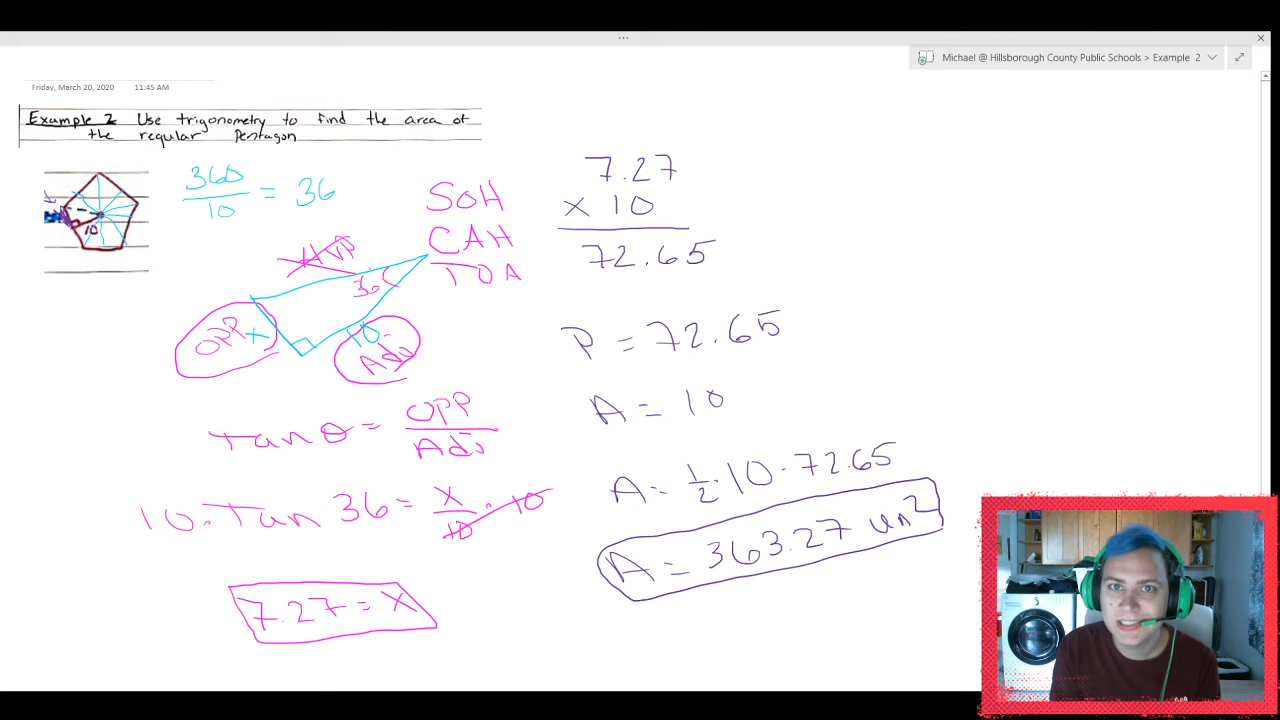 Michael @ Hillsborough County Public Schools > Example 2
Friday, March 20, 2020 11:45 AM
Example 2 Use trigonometry to find the area of
the regular Pentagon
10
360/10 = 36
SOH
CAH
TOA
HYP
36
OPP x
10
Adj
Tan θ = OPP/Adj
10 · Tan 36 = x/10 · 10
7.27 = x
7.27
x 10
72.65
P = 72.65
A = 10
A = 1/2 · 10 · 72.65
A = 363.27 un²